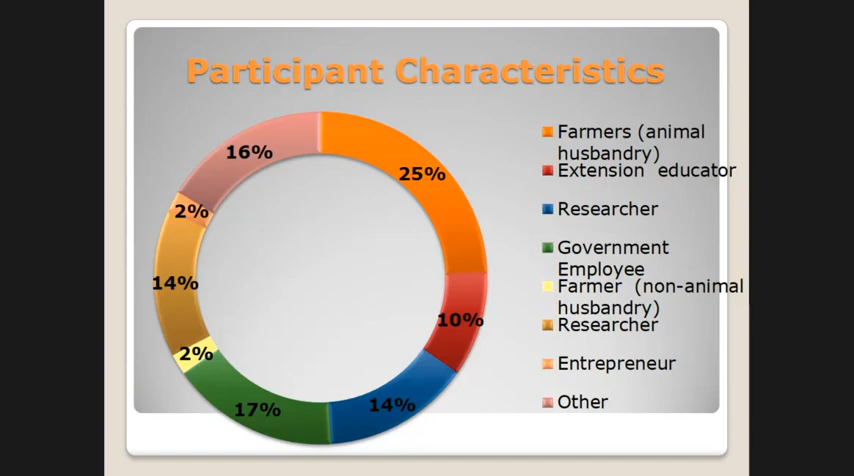 Participant Characteristics
16%
25%
2%
14%
10%
2%
17%
14%
Farmers (animal
husbandry)
Extension educator
Researcher
Government
Employee
Farmer (non-animal
husbandry)
Researcher
Entrepreneur
Other